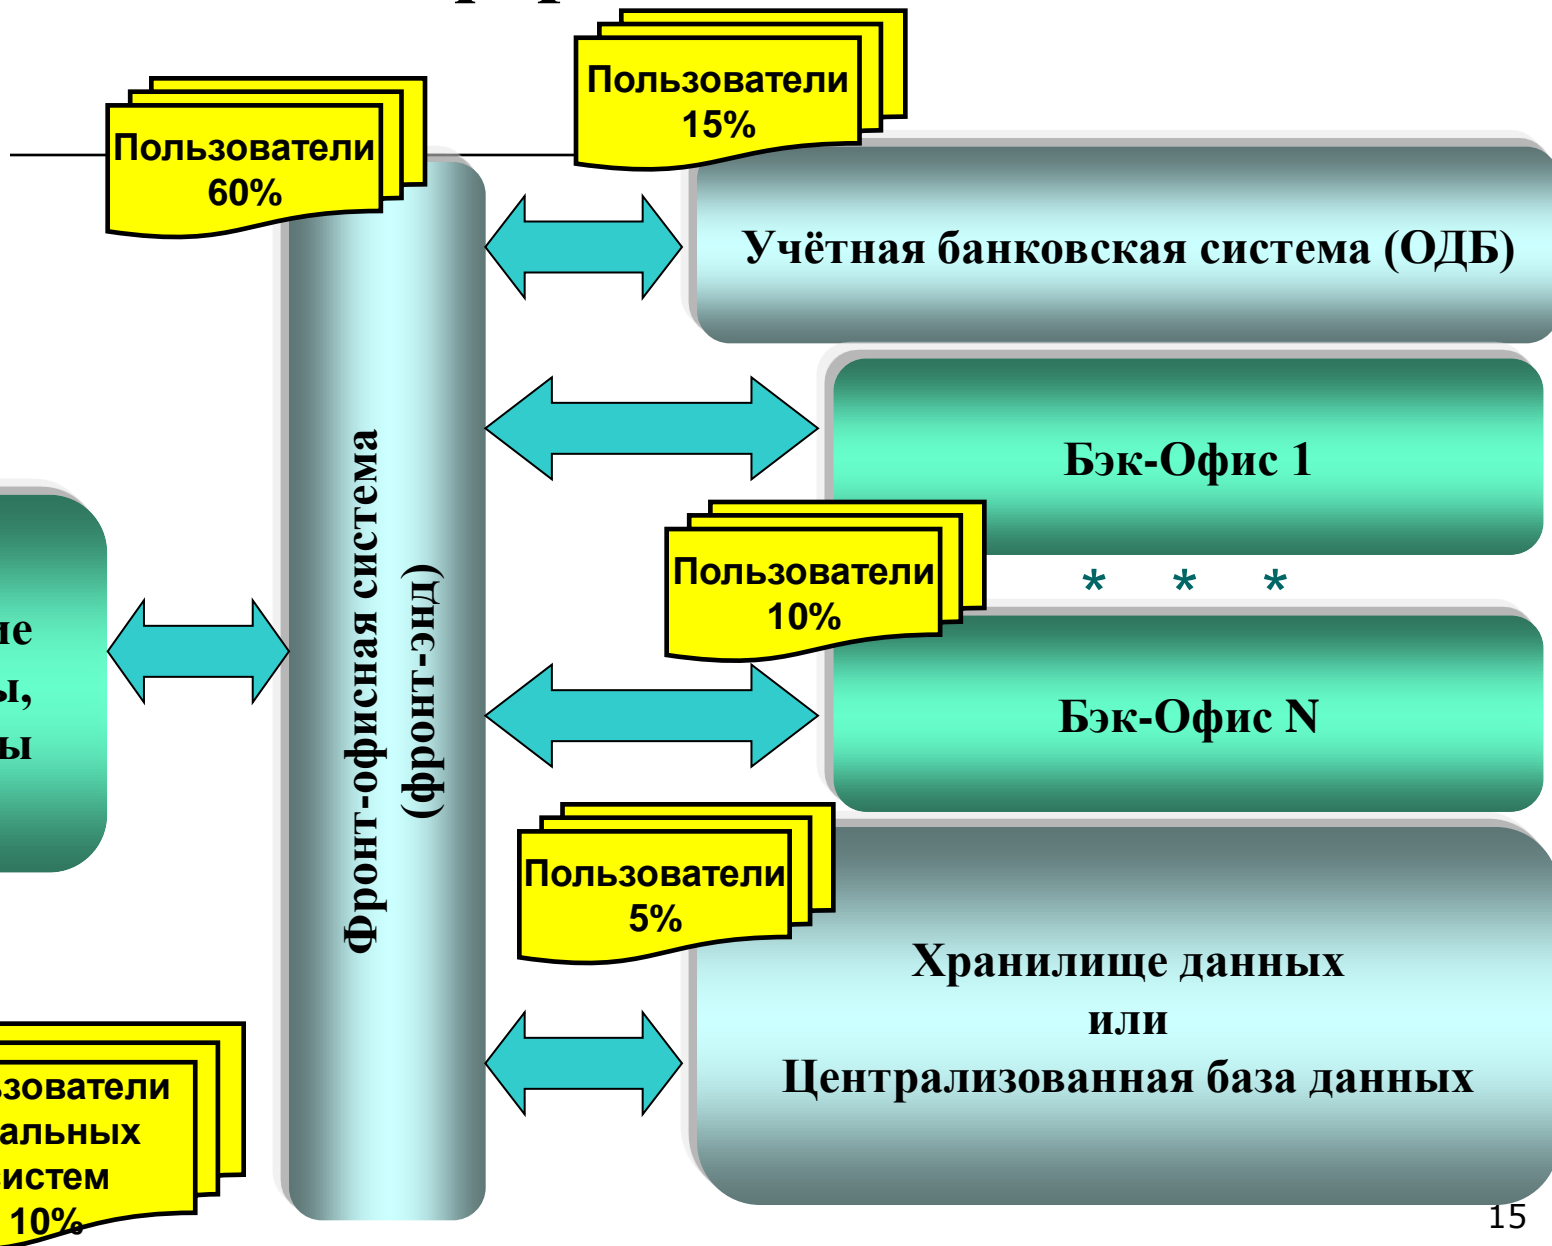 Пользователи
15%
Пользователи
60%
Учётная банковская система (ОДБ)
Бэк-Офис 1
Фронт-офисная система
(фронт-энд)
Пользователи
10%
* * *
Бэк-Офис N
Пользователи
5%
Хранилище данных
или
Централизованная база данных
систем
10%
15